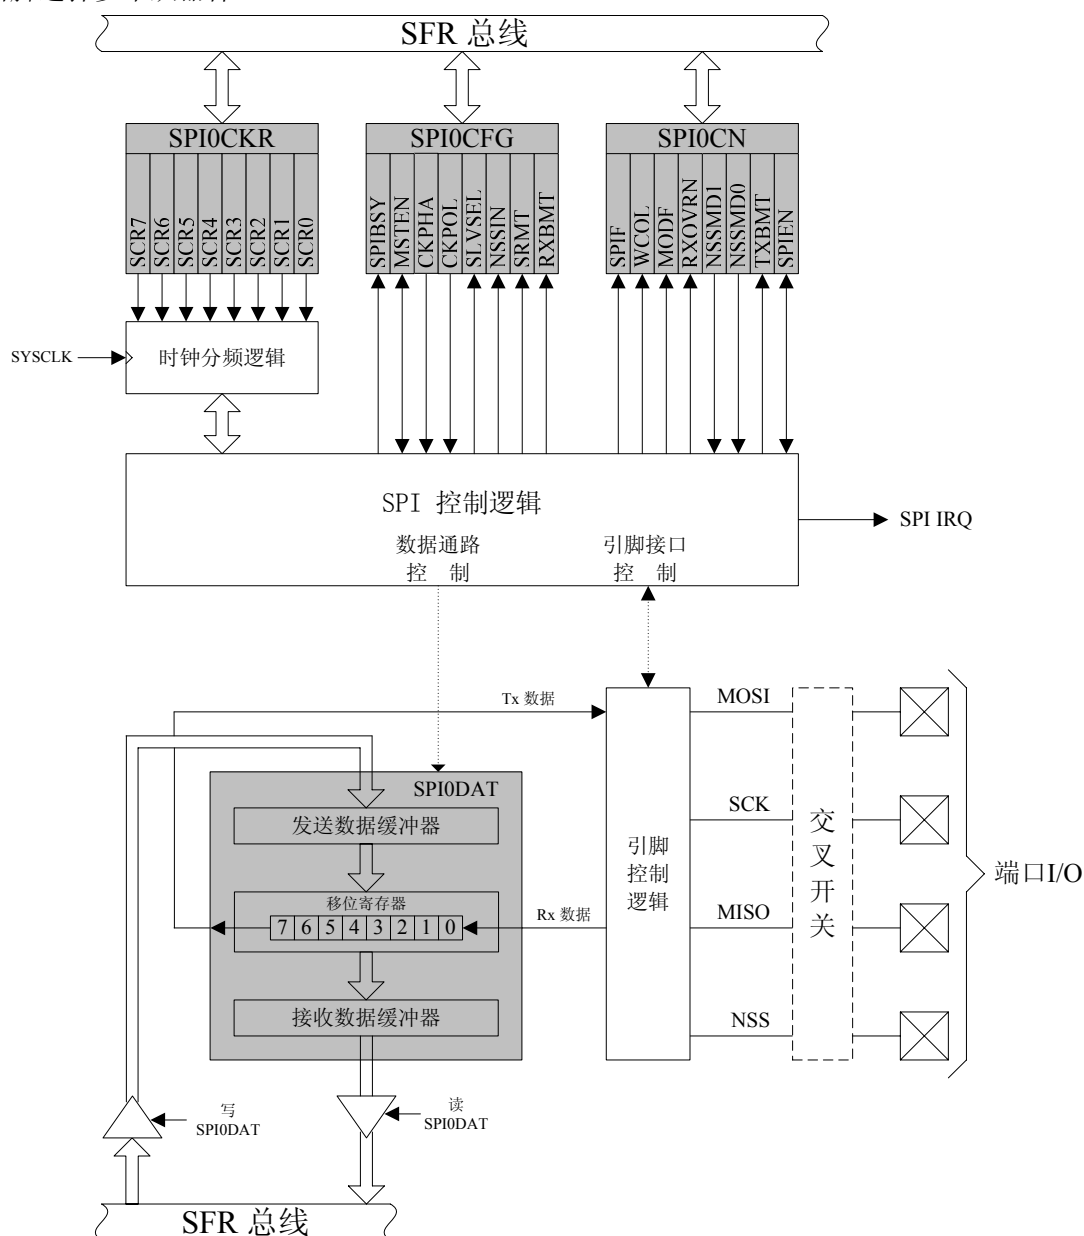 SFR 总线
SPI0CKR
SPI0CFG
SPI0CN
SCR7
SCR6
SCR5
SCR4
SCR3
SCR2
SCR1
SCR0
SPIBSY
MSTEN
CKPHA
CKPOL
SLVSEL
NSSIN
SRMT
RXBMT
SPIF
WCOL
MODF
RXOVRN
NSSMD1
NSSMD0
TXBMT
SPIEN
SYSCLK
时钟分频逻辑
SPI 控制逻辑
SPI IRQ
数据通路
控 制
引脚接口
控 制
Tx 数据
MOSI
SPI0DAT
SCK
发送数据缓冲器
引脚
控制
逻辑
交叉开关
端口I/O
移位寄存器
7 6 5 4 3 2 1 0
Rx 数据
MISO
接收数据缓冲器
NSS
写
SPI0DAT
读
SPI0DAT
SFR 总线